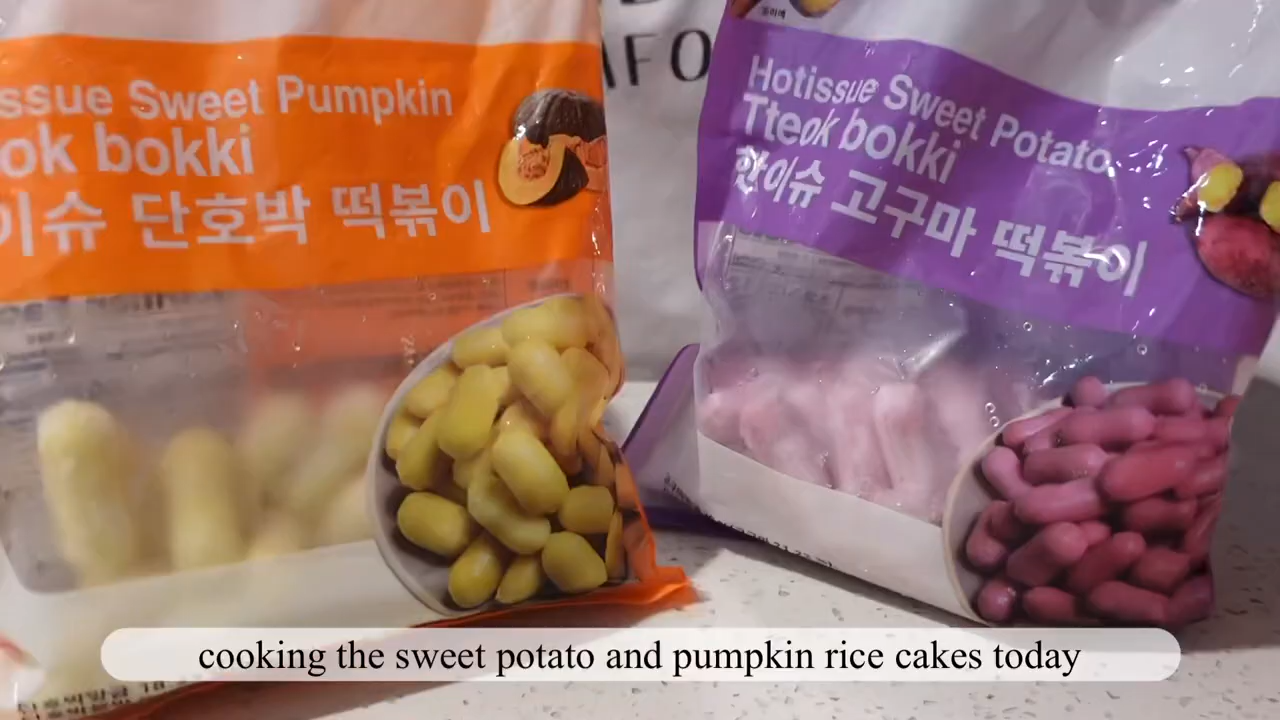 ssue Sweet Pumpkin
ok bokki
이슈 단호박 떡볶이
Hotissue Sweet Potato
Tteok bokki
핫이슈 고구마 떡볶이
cooking the sweet potato and pumpkin rice cakes today